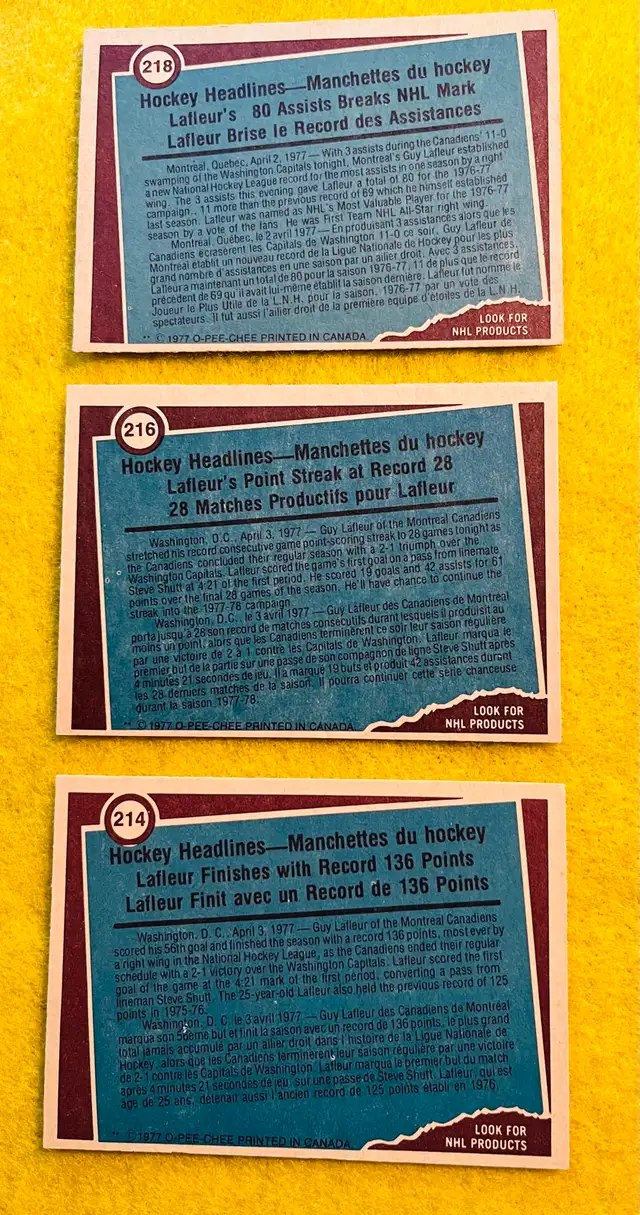 218
Hockey Headlines—Manchettes du hockey
Lafleur's 80 Assists Breaks NHL Mark
Lafleur Brise le Record des Assistances
Montréal, Quebec, April 2, 1977 — With 3 assists during the Canadiens' 11-0
swamping of the Washington Capitals tonight, Montreal's Guy Lafleur established
a new National Hockey League record for the most assists in one season by a right
wing. The 3 assists this evening gave Lafleur a total of 80 for the 1976-77
campaign.. 11 more than the previous record of 69 which he himself established
last season. Lafleur was named as NHL's Most Valuable Player for the 1976-77
season by a vote of the fans. He was First Team NHL All-Star right wing.
Montréal, Québec, le 2 avril 1977 — En produisant 3 assistances alors que les
Canadiens écrasent les Capitals de Washington 11-0 ce soir, Guy Lafleur de
Montréal établit un nouveau record de la Ligue Nationale de Hockey pour les plus
grand nombre d'assistances en une saison par un ailier droit. Avec 3 assistances,
Lafleur a maintenant un total de 80 pour la saison 1976-77, 11 de plus que le record
précédent de 69 qu'il avait lui-même établit la saison dernière. Lafleur fut nommé le
Joueur le Plus Utile de la L.N.H. pour la saison. 1976-77 par un vote des
spectateurs. Il fut aussi l'ailier droit de la première équipe d'étoiles de la L.N.H.
** © 1977 O-PEE-CHEE PRINTED IN CANADA
LOOK FOR
NHL PRODUCTS
216
Hockey Headlines—Manchettes du hockey
Lafleur's Point Streak at Record 28
28 Matches Productifs pour Lafleur
Washington, D.C., April 3, 1977 — Guy Lafleur of the Montreal Canadiens
stretched his record consecutive game point-scoring streak to 28 games tonight as
the Canadiens concluded their regular season with a 2-1 triumph over the
Washington Capitals. Lafleur scored the game's first goal on a pass from linemate
Steve Shutt at 4:21 of the first period. He scored 19 goals and 42 assists for 61
points over the final 28 games of the season. He'll have chance to continue the
streak into the 1977-78 campaign.
Washington, D.C., le 3 avril 1977 — Guy Lafleur des Canadiens de Montréal
porta jusqu'à 28 son record de matches consécutifs durant lesquels il produisit au
moins un point, alors que les Canadiens terminèrent ce soir leur saison régulière
par une victoire de 2 à 1 contre les Capitals de Washington. Lafleur marqua le
premier but de la partie sur une passe de son compagnon de ligne Steve Shutt après
4 minutes 21 secondes de jeu. Il a marqué 19 buts et produit 42 assistances durant
les 28 derniers matches de la saison. Il pourra continuer cette série chanceuse
durant la saison 1977-78.
** © 1977 O-PEE-CHEE PRINTED IN CANADA
LOOK FOR
NHL PRODUCTS
214
Hockey Headlines—Manchettes du hockey
Lafleur Finishes with Record 136 Points
Lafleur Finit avec un Record de 136 Points
Washington, D. C., April 3, 1977 — Guy Lafleur of the Montreal Canadiens
scored his 56th goal and finished the season with a record 136 points, most ever by
a right wing in the National Hockey League, as the Canadiens ended their regular
schedule with a 2-1 victory over the Washington Capitals. Lafleur scored the first
goal of the game at the 4:21 mark of the first period, converting a pass from
lineman Steve Shutt. The 25-year-old Lafleur also held the previous record of 125
points in 1975-76.
Washington, D. C. le 3 avril 1977 — Guy Lafleur des Canadiens de Montréal
marqua son 56ème but et finit la saison avec un record de 136 points, le plus grand
total jamais accumulé par un ailier droit dans l'histoire de la Ligue Nationale de
Hockey, alors que les Canadiens terminèrent leur saison régulière par une victoire
de 2-1 contre les Capitals de Washington. Lafleur marqua le premier but du match
après 4 minutes 21 secondes de jeu, sur une passe de Steve Shutt. Lafleur, qui est
âgé de 25 ans, détenait aussi l'ancien record de 125 points établi en 1976.
** © 1977 O-PEE-CHEE PRINTED IN CANADA
LOOK FOR
NHL PRODUCTS